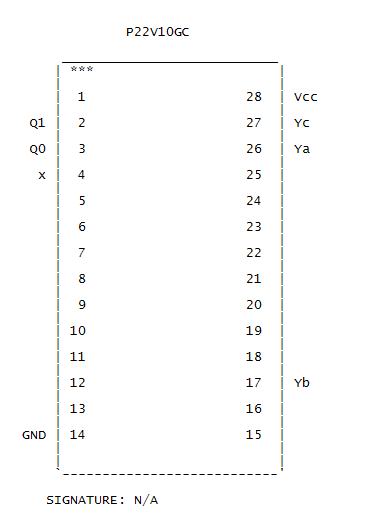 P22V10GC
***
1 28 Vcc
Q1 2 27 Yc
Q0 3 26 Ya
x 4 25
5 24
6 23
7 22
8 21
9 20
10 19
11 18
12 17 Yb
13 16
GND 14 15
SIGNATURE: N/A